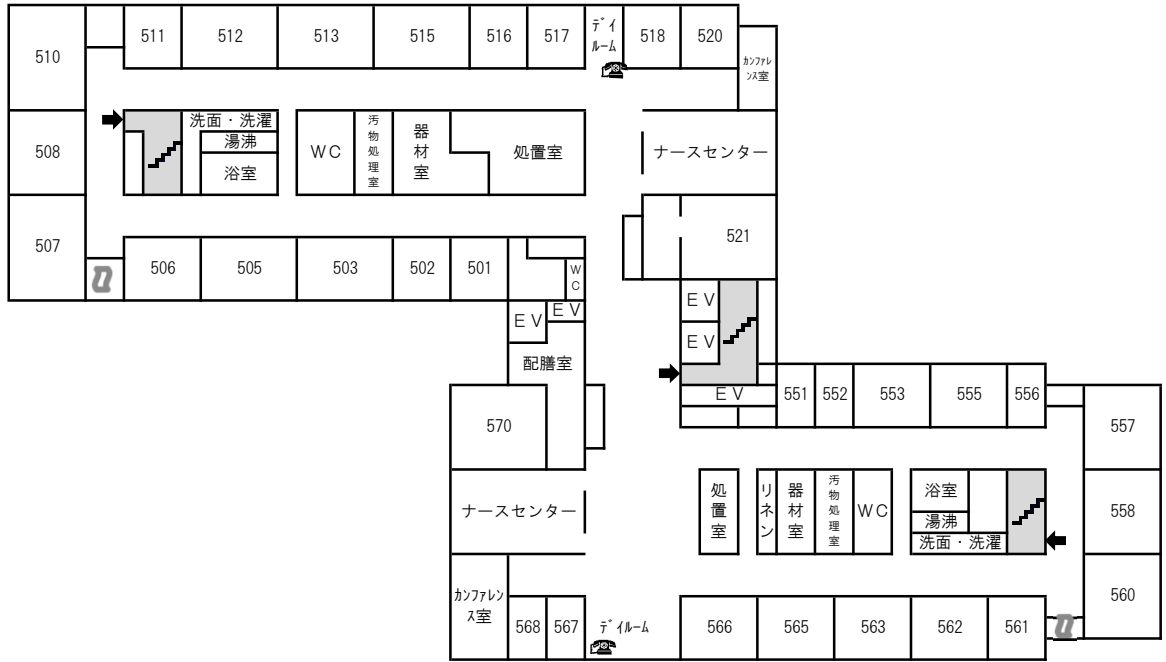 510
511
512
513
515
516
517
ﾃﾞｲ
ﾙｰﾑ
518
520
ｶﾝﾌｧﾚ
ﾝｽ室
508
洗面・洗濯
湯沸
浴室
ＷＣ
汚物処理室
器材室
処置室
ナースセンター
507
506
505
503
502
501
WC
521
ＥＶ
ＥＶ
ＥＶ
ＥＶ
配膳室
ＥＶ
551
552
553
555
556
557
570
ナースセンター
処置室
リネン
器材室
汚物処理室
ＷＣ
浴室
湯沸
洗面・洗濯
558
ｶﾝﾌｧﾚﾝ
ｽ室
568
567
ﾃﾞｲﾙｰﾑ
566
565
563
562
561
560